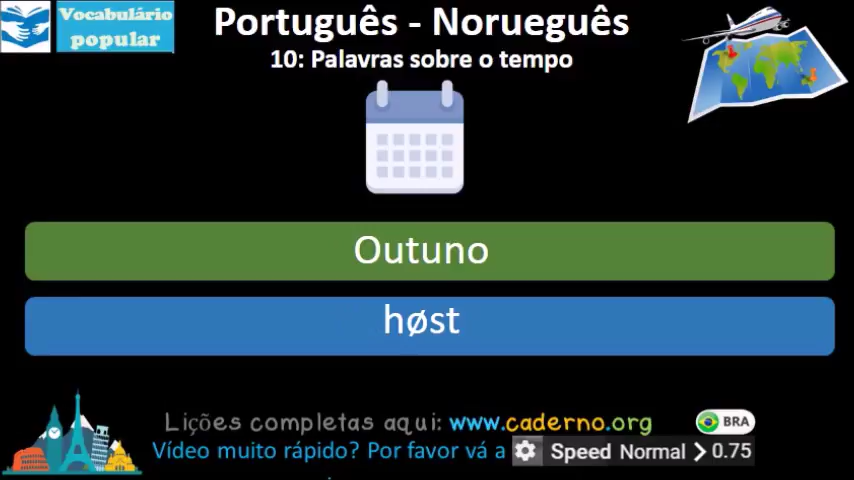 Vocabulário
popular
Português - Norueguês
10: Palavras sobre o tempo
Outuno
høst
Lições completas aqui: www.caderno.org
BRA
Vídeo muito rápido? Por favor vá a Speed Normal > 0.75